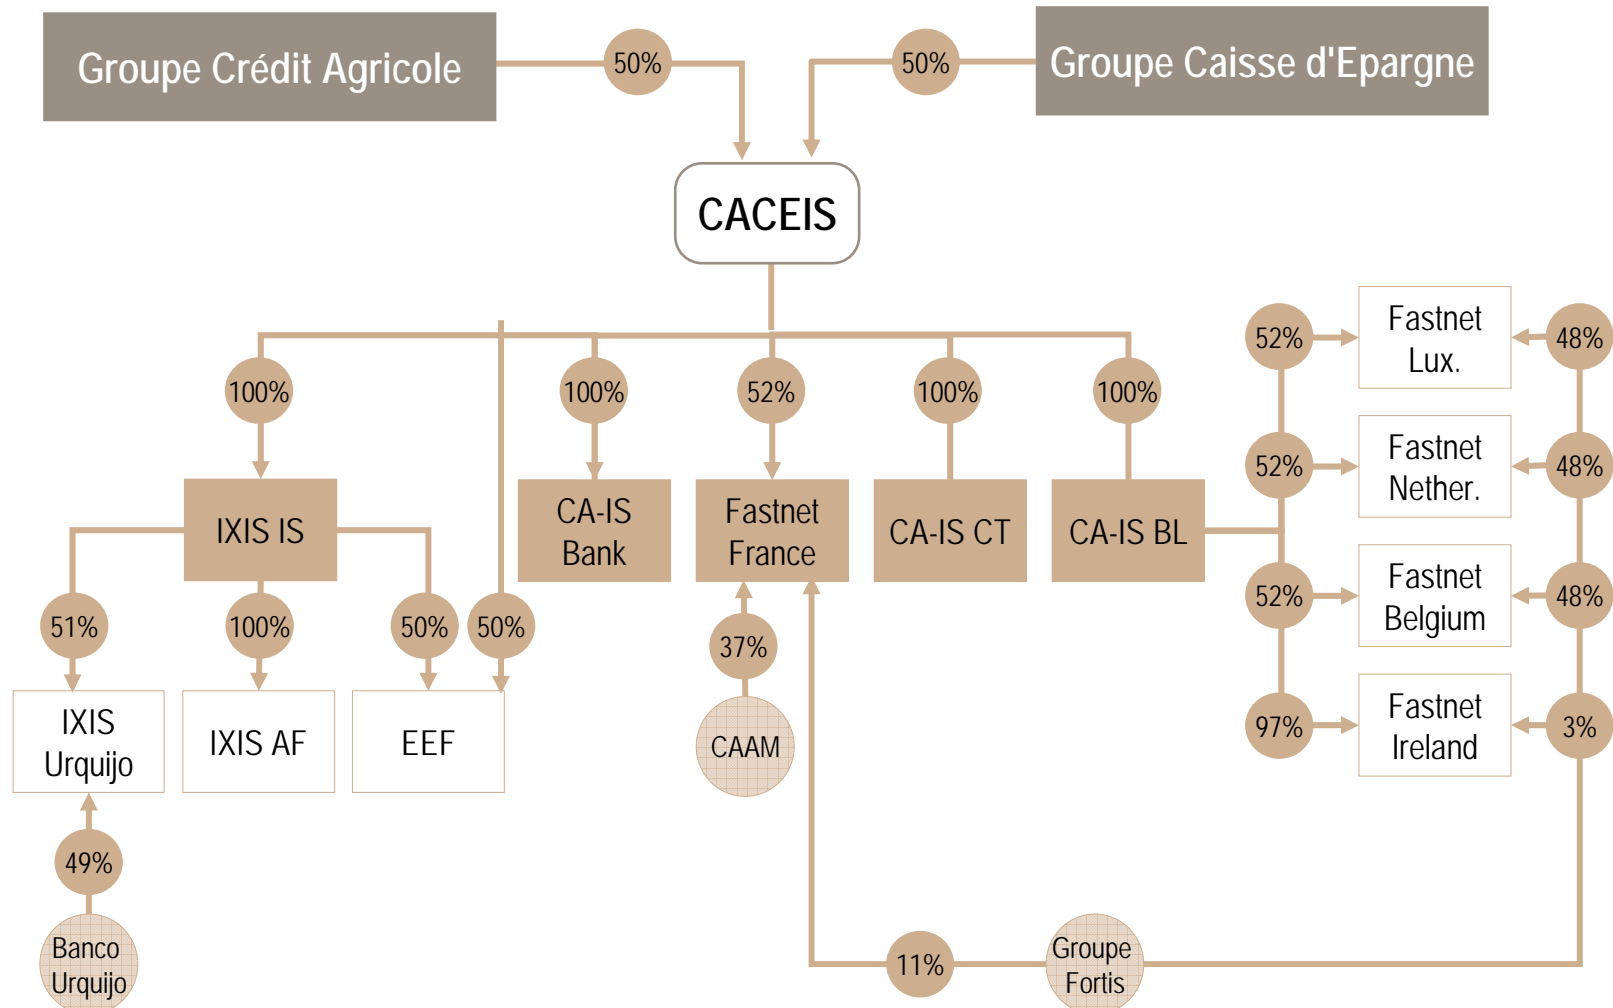 Groupe Crédit Agricole
50%
50%
Groupe Caisse d'Epargne
CACEIS
100%
100%
52%
100%
100%
52%
Fastnet
Lux.
48%
52%
Fastnet
Nether.
48%
IXIS IS
CA-IS
Bank
Fastnet
France
CA-IS CT
CA-IS BL
52%
Fastnet
Belgium
48%
51%
100%
50%
50%
37%
97%
Fastnet
Ireland
3%
IXIS
Urquijo
IXIS AF
EEF
CAAM
49%
Banco
Urquijo
11%
Groupe
Fortis